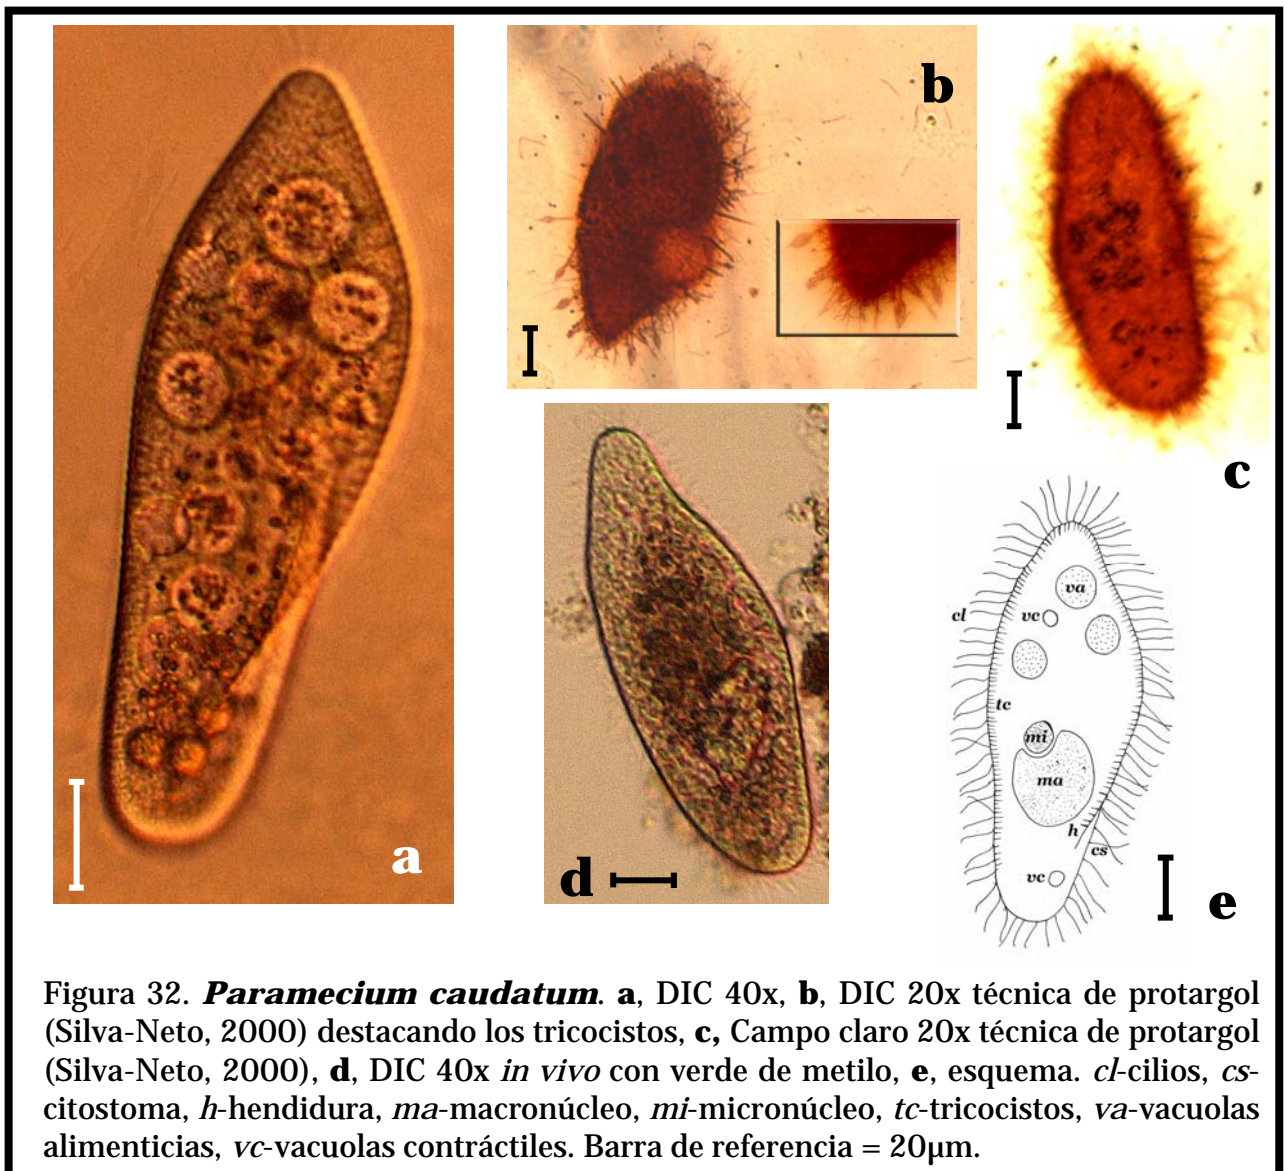 a
b
c
d
cl
va
vc
tc
mi
ma
h
cs
vc
e
Figura 32. Paramecium caudatum. a, DIC 40x, b, DIC 20x técnica de protargol
(Silva-Neto, 2000) destacando los tricocistos, c, Campo claro 20x técnica de protargol
(Silva-Neto, 2000), d, DIC 40x in vivo con verde de metilo, e, esquema. cl-cilios, cs-
citostoma, h-hendidura, ma-macronúcleo, mi-micronúcleo, tc-tricocistos, va-vacuolas
alimenticias, vc-vacuolas contráctiles. Barra de referencia = 20µm.